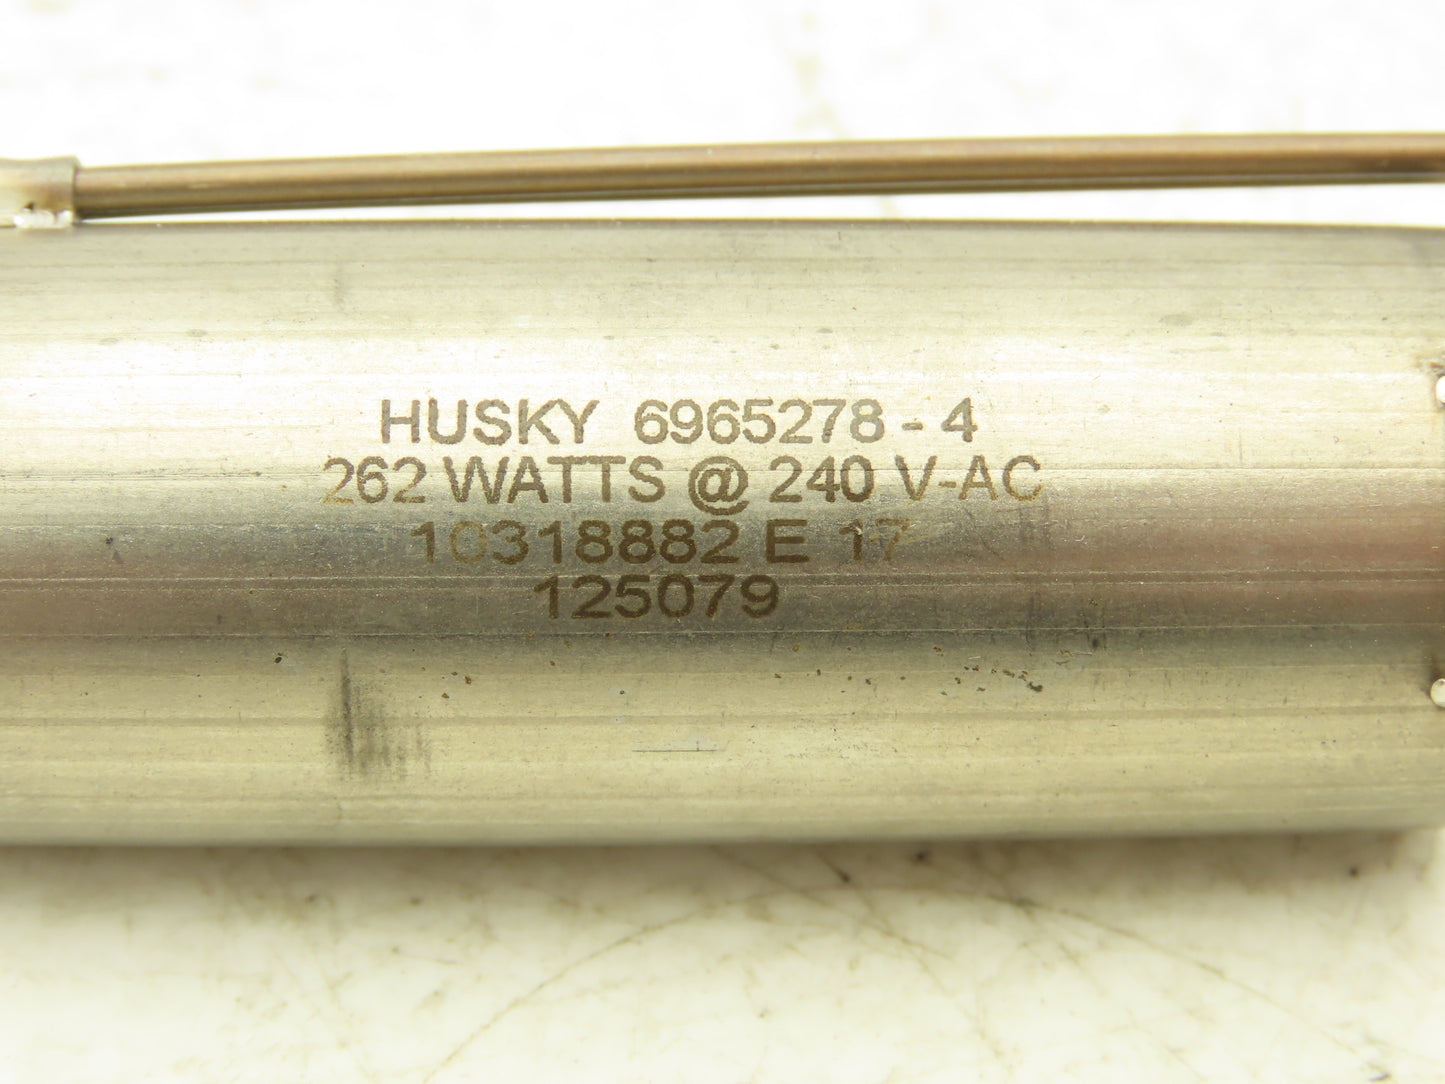 HUSKY 6965278-4
262 WATTS @ 240 V-AC
10318882 E 17
125079